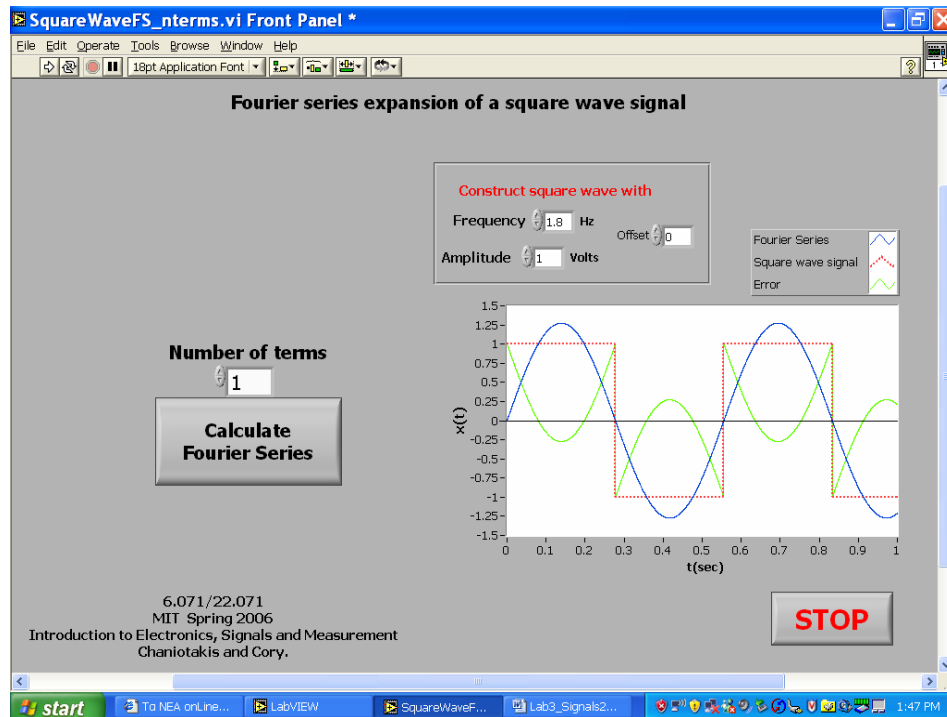 SquareWaveFS_nterms.vi Front Panel *
File Edit Operate Tools Browse Window Help
18pt Application Font
?
1
Fourier series expansion of a square wave signal
Construct square wave with
Frequency 1.8 Hz
Offset 0
Amplitude 1 Volts
Fourier Series
Square wave signal
Error
Number of terms
1
Calculate
Fourier Series
x(t)
1.5
1.25
1
0.75
0.5
0.25
0
-0.25
-0.5
-0.75
-1
-1.25
-1.5
0 0.1 0.2 0.3 0.4 0.5 0.6 0.7 0.8 0.9 1
t(sec)
6.071/22.071
MIT Spring 2006
Introduction to Electronics, Signals and Measurement
Chaniotakis and Cory.
STOP
start Τα ΝΕΑ onLine... LabVIEW SquareWaveF... Lab3_Signals2... 1:47 PM